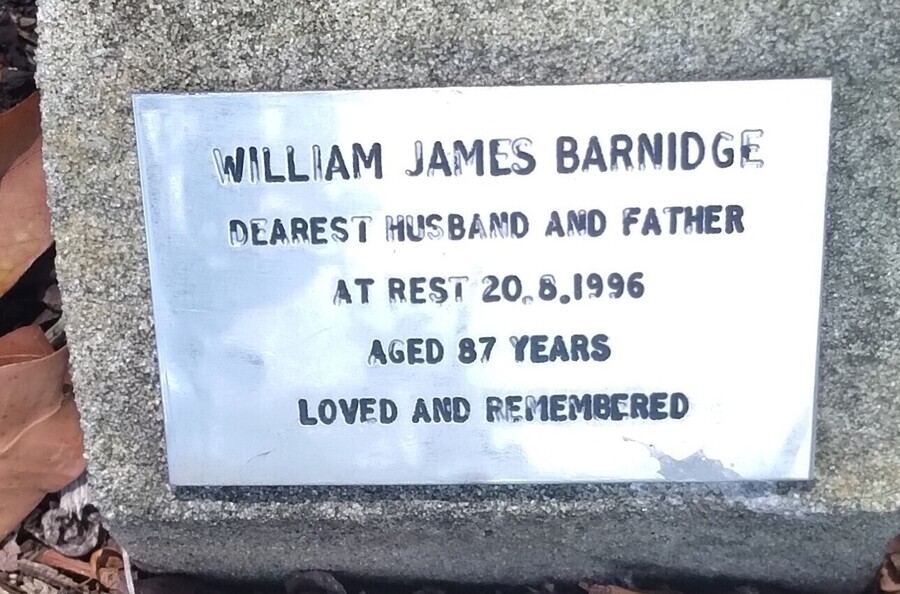 WILLIAM JAMES BARNIDGE
DEAREST HUSBAND AND FATHER
AT REST 20.8.1996
AGED 87 YEARS
LOVED AND REMEMBERED